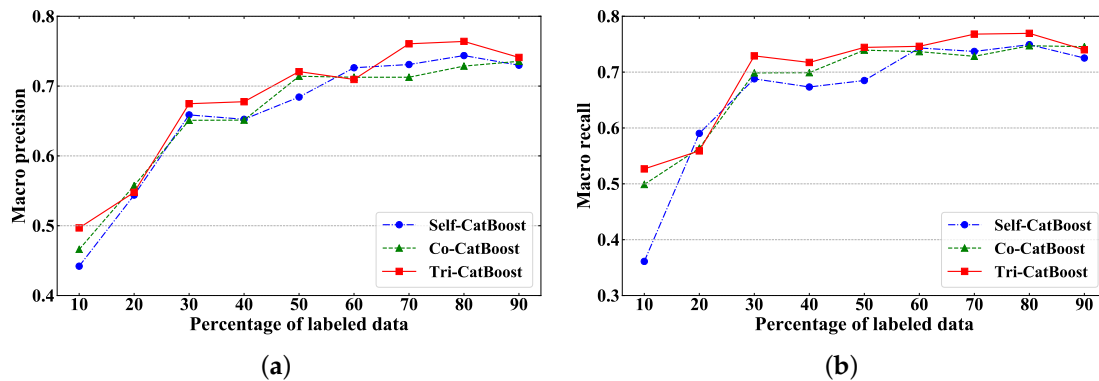 0.8
0.7
0.6
0.5
0.4
Macro precision
Self-CatBoost
Co-CatBoost
Tri-CatBoost
10 20 30 40 50 60 70 80 90
Percentage of labeled data
(a)
0.8
0.7
0.6
0.5
0.4
0.3
Macro recall
Self-CatBoost
Co-CatBoost
Tri-CatBoost
10 20 30 40 50 60 70 80 90
Percentage of labeled data
(b)